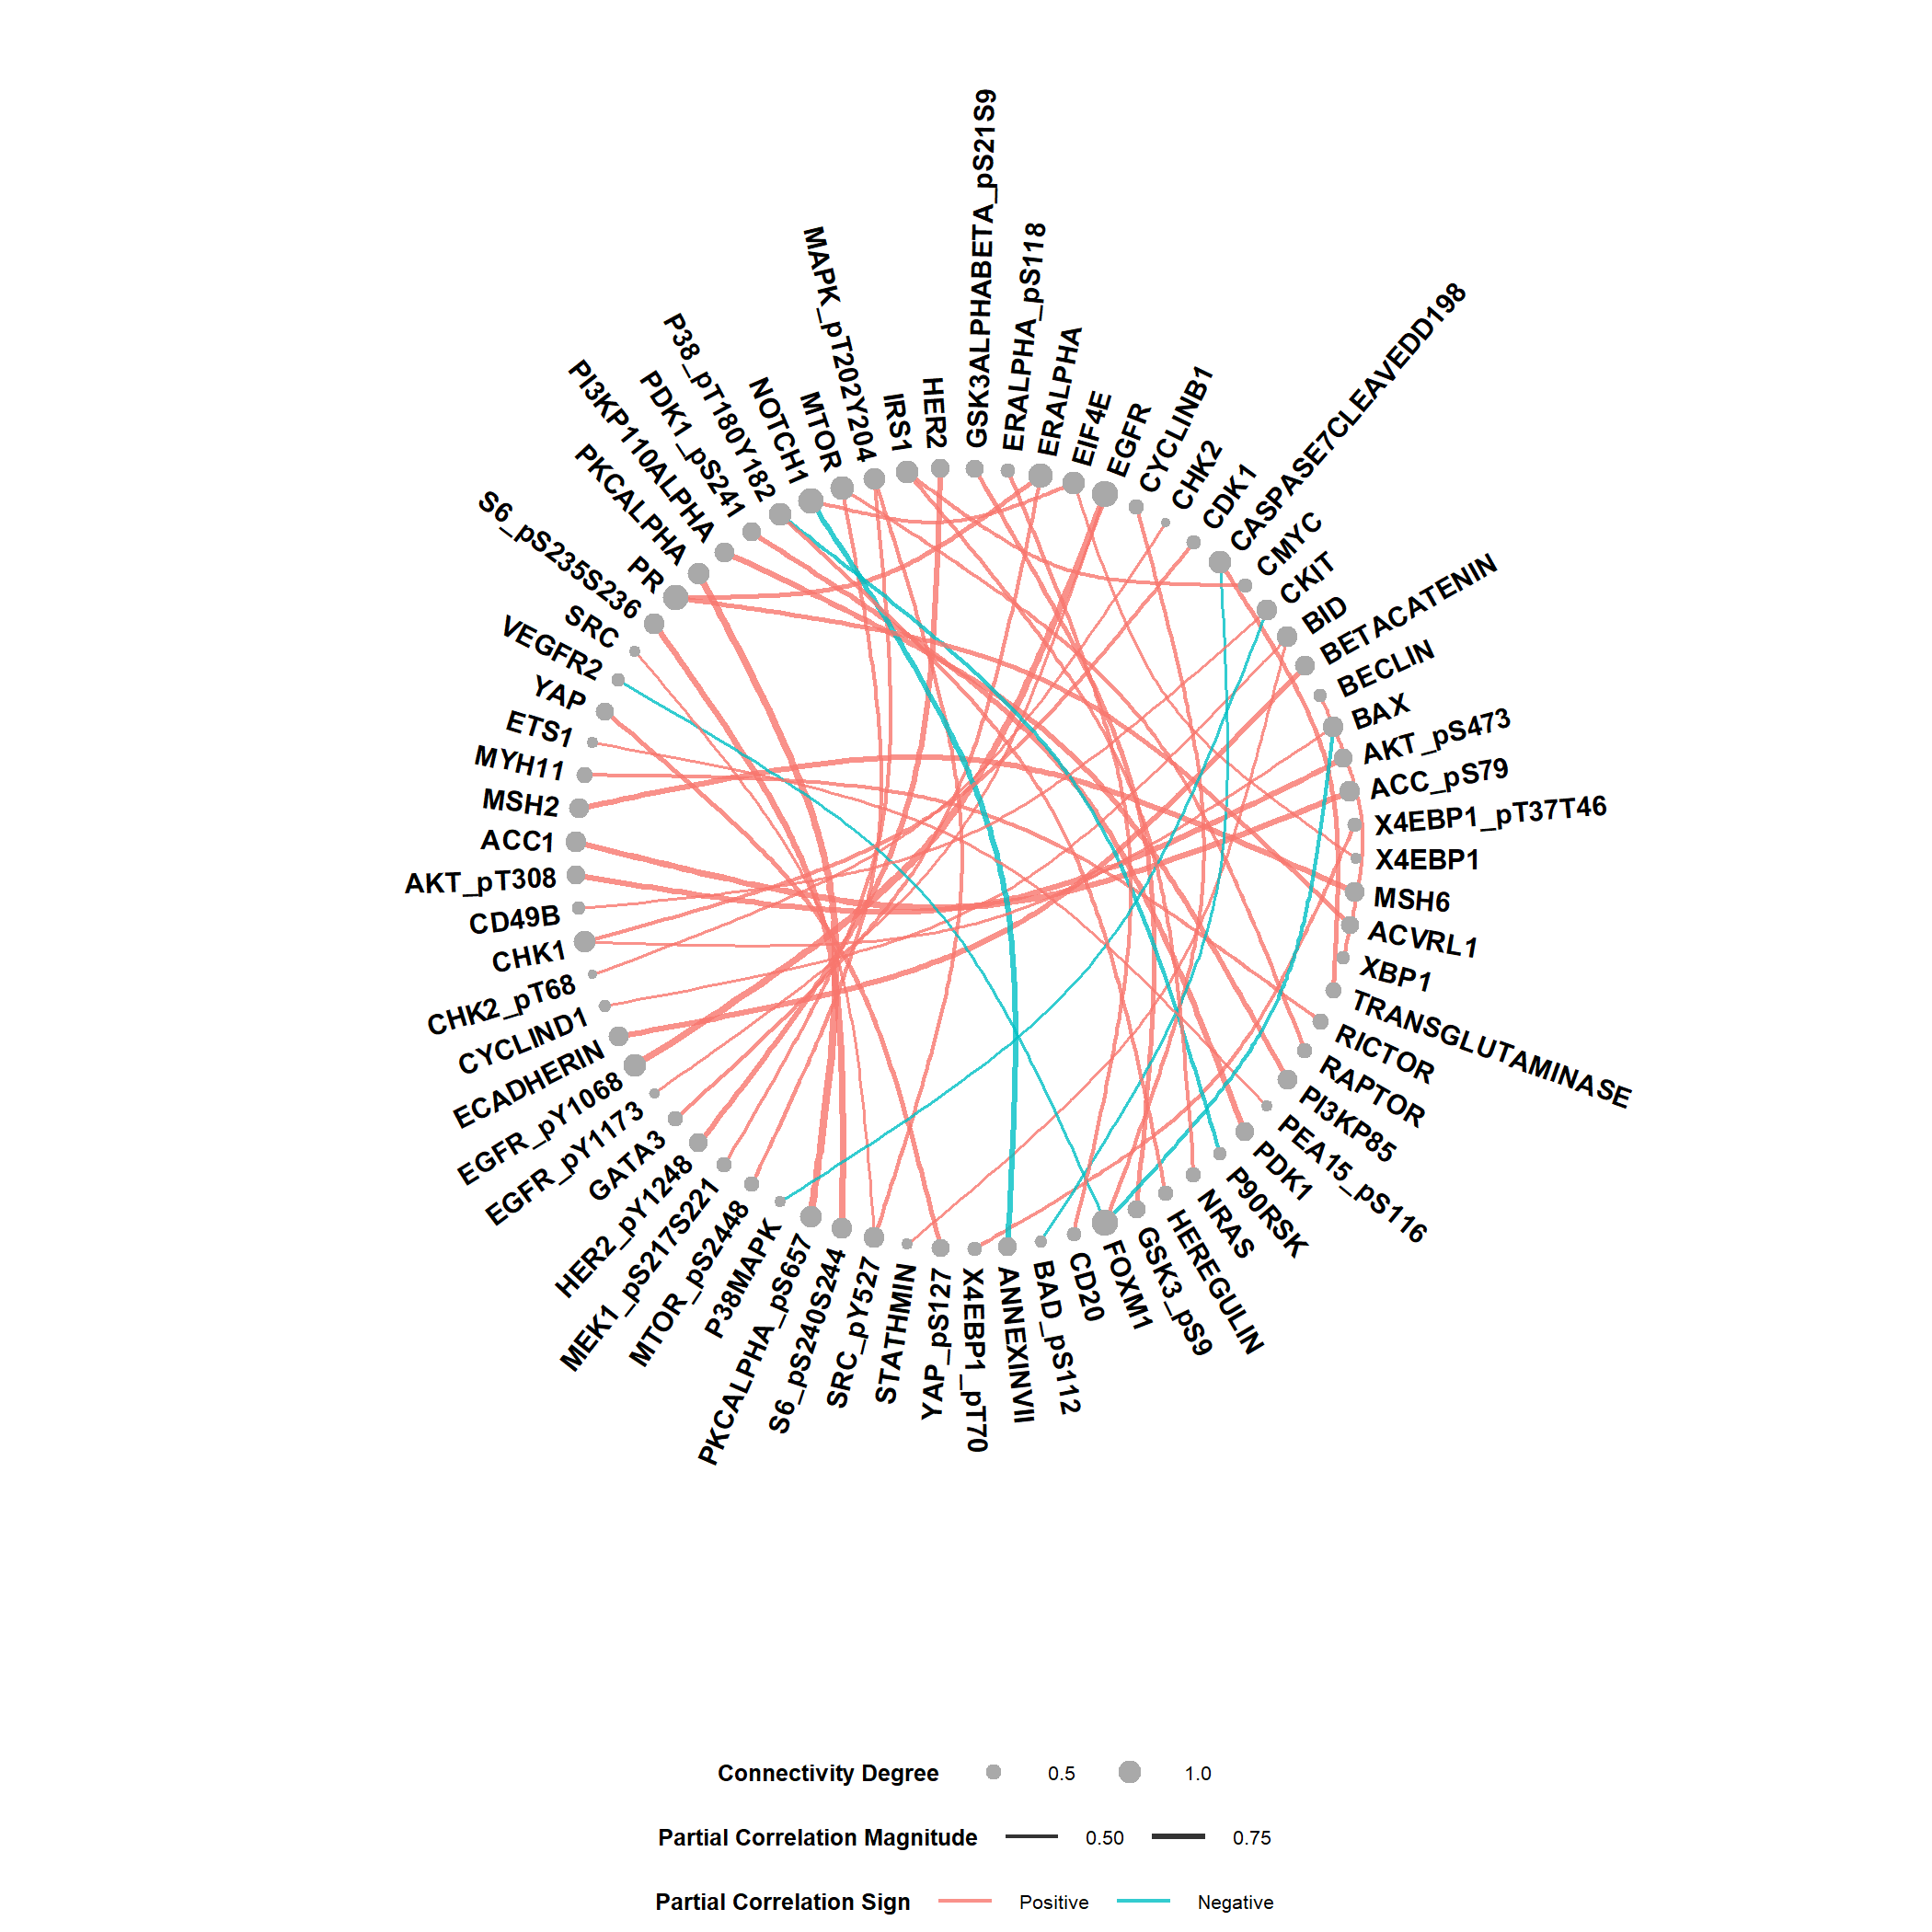 GSK3ALPHABETA_pS21S9
ERALPHA_pS118
ERALPHA
EIF4E
EGFR
CYCLINB1
CHK2
CDK1
CASPASE7CLEAVEDD198
CMYC
CKIT
BID
BETACATENIN
BECLIN
BAX
AKT_pS473
ACC_pS79
X4EBP1_pT37T46
X4EBP1
MSH6
ACVRL1
XBP1
TRANSGLUTAMINASE
RICTOR
RAPTOR
PI3KP85
PEA15_pS116
PDK1
P90RSK
NRAS
HEREGULIN
GSK3_pS9
FOXM1
CD20
BAD_pS112
ANNEXINVII
X4EBP1_pT70
YAP_pS127
STATHMIN
SRC_pY527
S6_pS240S244
PKCALPHA_pS657
P38MAPK
MTOR_pS2448
MEK1_pS217S221
HER2_pY1248
GATA3
EGFR_pY1173
EGFR_pY1068
ECADHERIN
CYCLIND1
CHK2_pT68
CHK1
CD49B
AKT_pT308
ACC1
MSH2
MYH11
ETS1
YAP
VEGFR2
SRC
S6_pS235S236
PR
PKCALPHA
PI3KP110ALPHA
PDK1_pS241
P38_pT180Y182
NOTCH1
MTOR
MAPK_pT202Y204
IRS1
HER2
Connectivity Degree 0.5 1.0
Partial Correlation Magnitude 0.50 0.75
Partial Correlation Sign Positive Negative